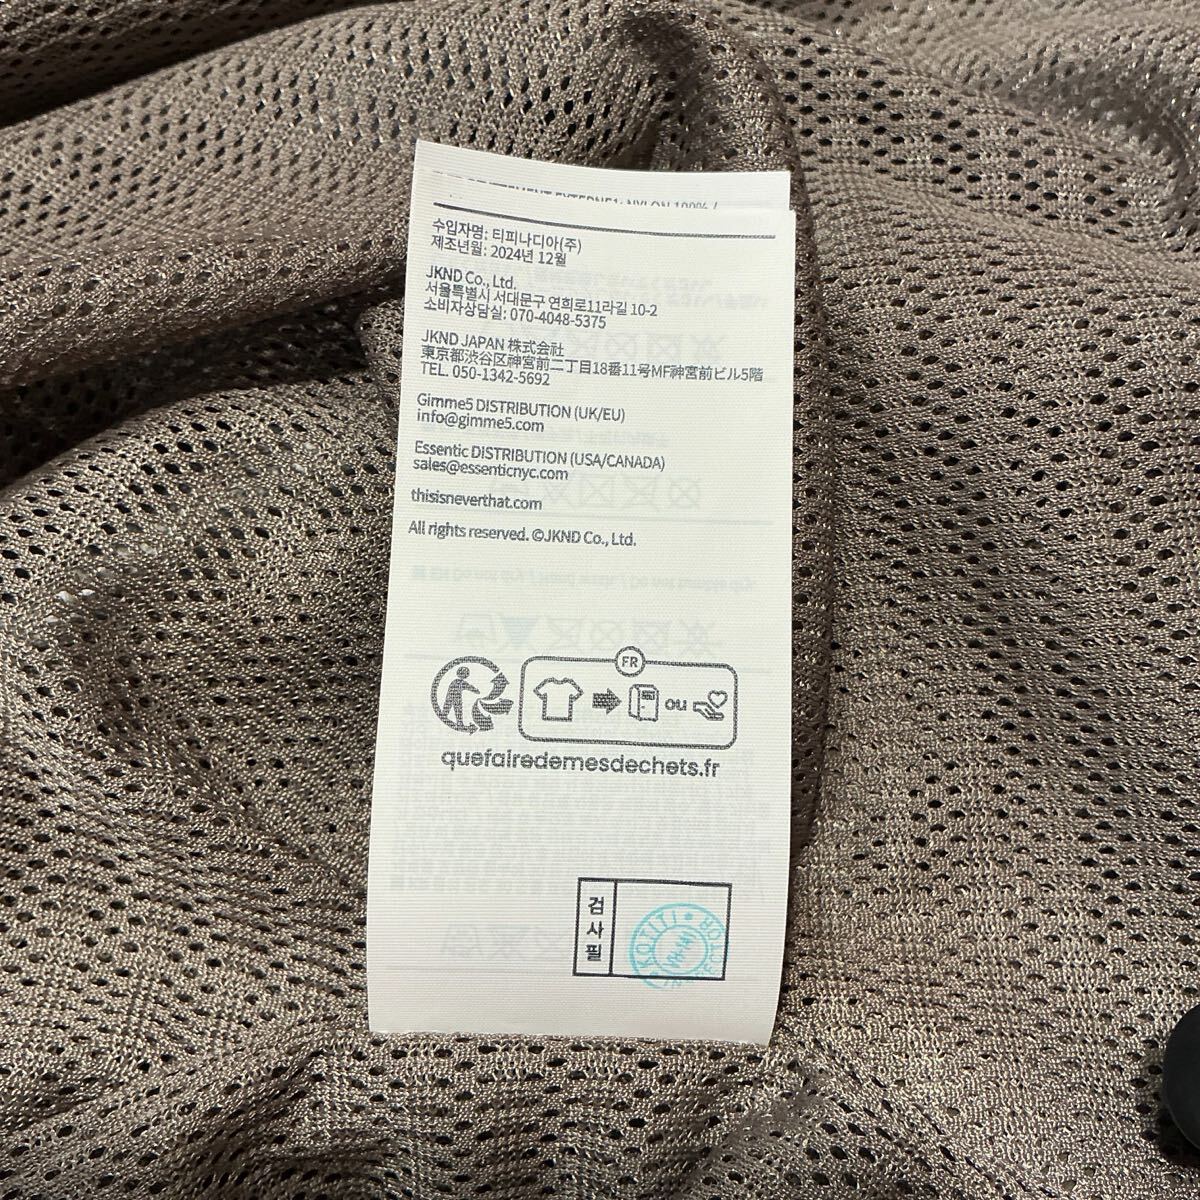 NYLON 100% /
수입자명: 티피나디아(주)
제조년월: 2024년 12월
JKND Co., Ltd.
서울특별시 서대문구 연희로11라길 10-2
소비자상담실: 070-4048-5375
JKND JAPAN 株式会社
東京都渋谷区神宮前二丁目18番11号MF神宮前ビル5階
TEL. 050-1342-5692
Gimme5 DISTRIBUTION (UK/EU)
info@gimme5.com
Essentic DISTRIBUTION (USA/CANADA)
sales@essenticnyc.com
thisisneverthat.com
All rights reserved. ©JKND Co., Ltd.
FR
ou
quefairedemesdechets.fr
검사필
KOTITI